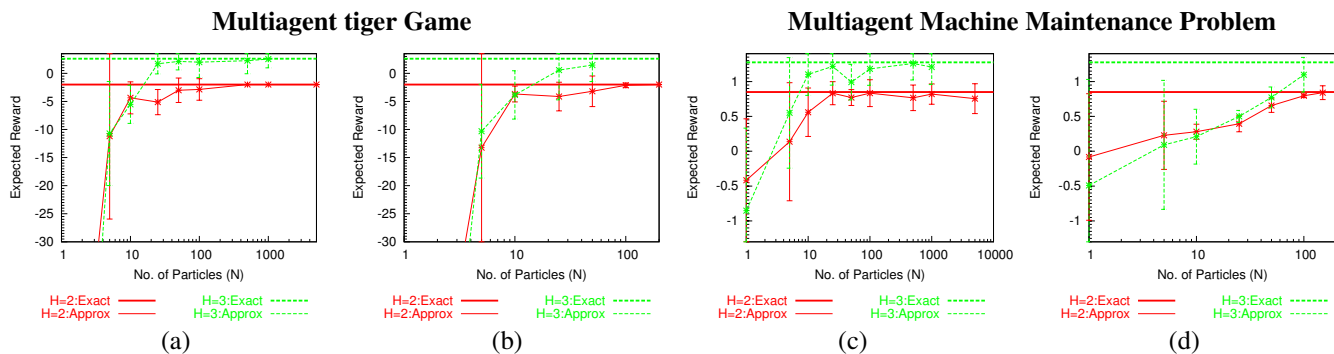 Multiagent tiger Game
Multiagent Machine Maintenance Problem
Expected Reward
0
-5
-10
-15
-20
-25
-30
1 10 100 1000
No. of Particles (N)
H=2:Exact H=3:Exact
H=2:Approx H=3:Approx
(a)
Expected Reward
0
-5
-10
-15
-20
-25
-30
1 10 100
No. of Particles (N)
H=2:Exact H=3:Exact
H=2:Approx H=3:Approx
(b)
Expected Reward
1
0.5
0
-0.5
-1
1 10 100 1000 10000
No. of Particles (N)
H=2:Exact H=3:Exact
H=2:Approx H=3:Approx
(c)
Expected Reward
1
0.5
0
-0.5
-1
1 10 100
No. of Particles (N)
H=2:Exact H=3:Exact
H=2:Approx H=3:Approx
(d)